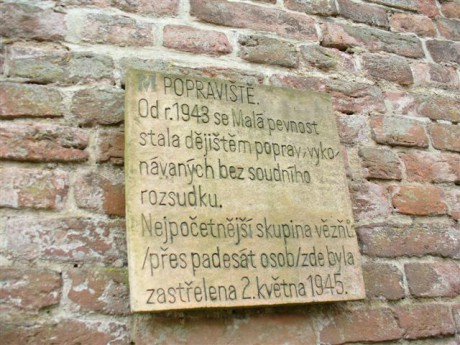 M POPRAVIŠTĚ.
Od r.1943 se Malá pevnost
stala dějištěm poprav, vyko-
návaných bez soudního
rozsudku.
Nejpočetnější skupina vězňů
/přes padesát osob/zde byla
zastřelena 2.května 1945.